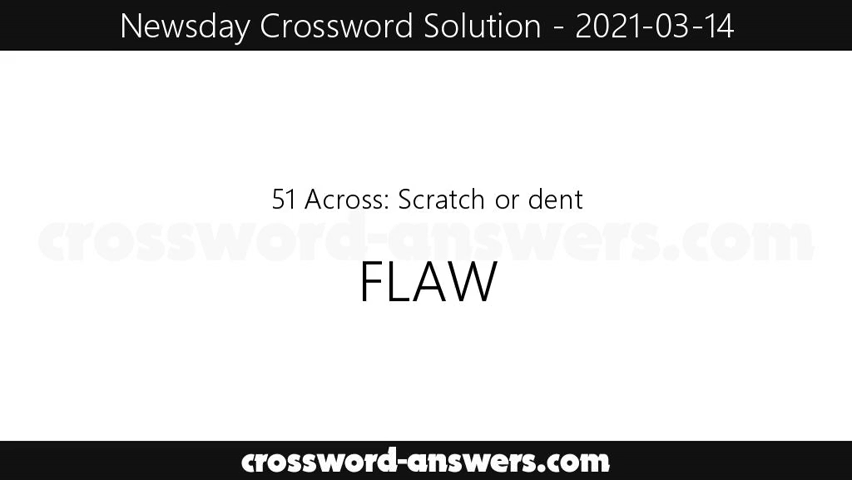 Newsday Crossword Solution - 2021-03-14
51 Across: Scratch or dent
crossword-answers.com
FLAW
crossword-answers.com